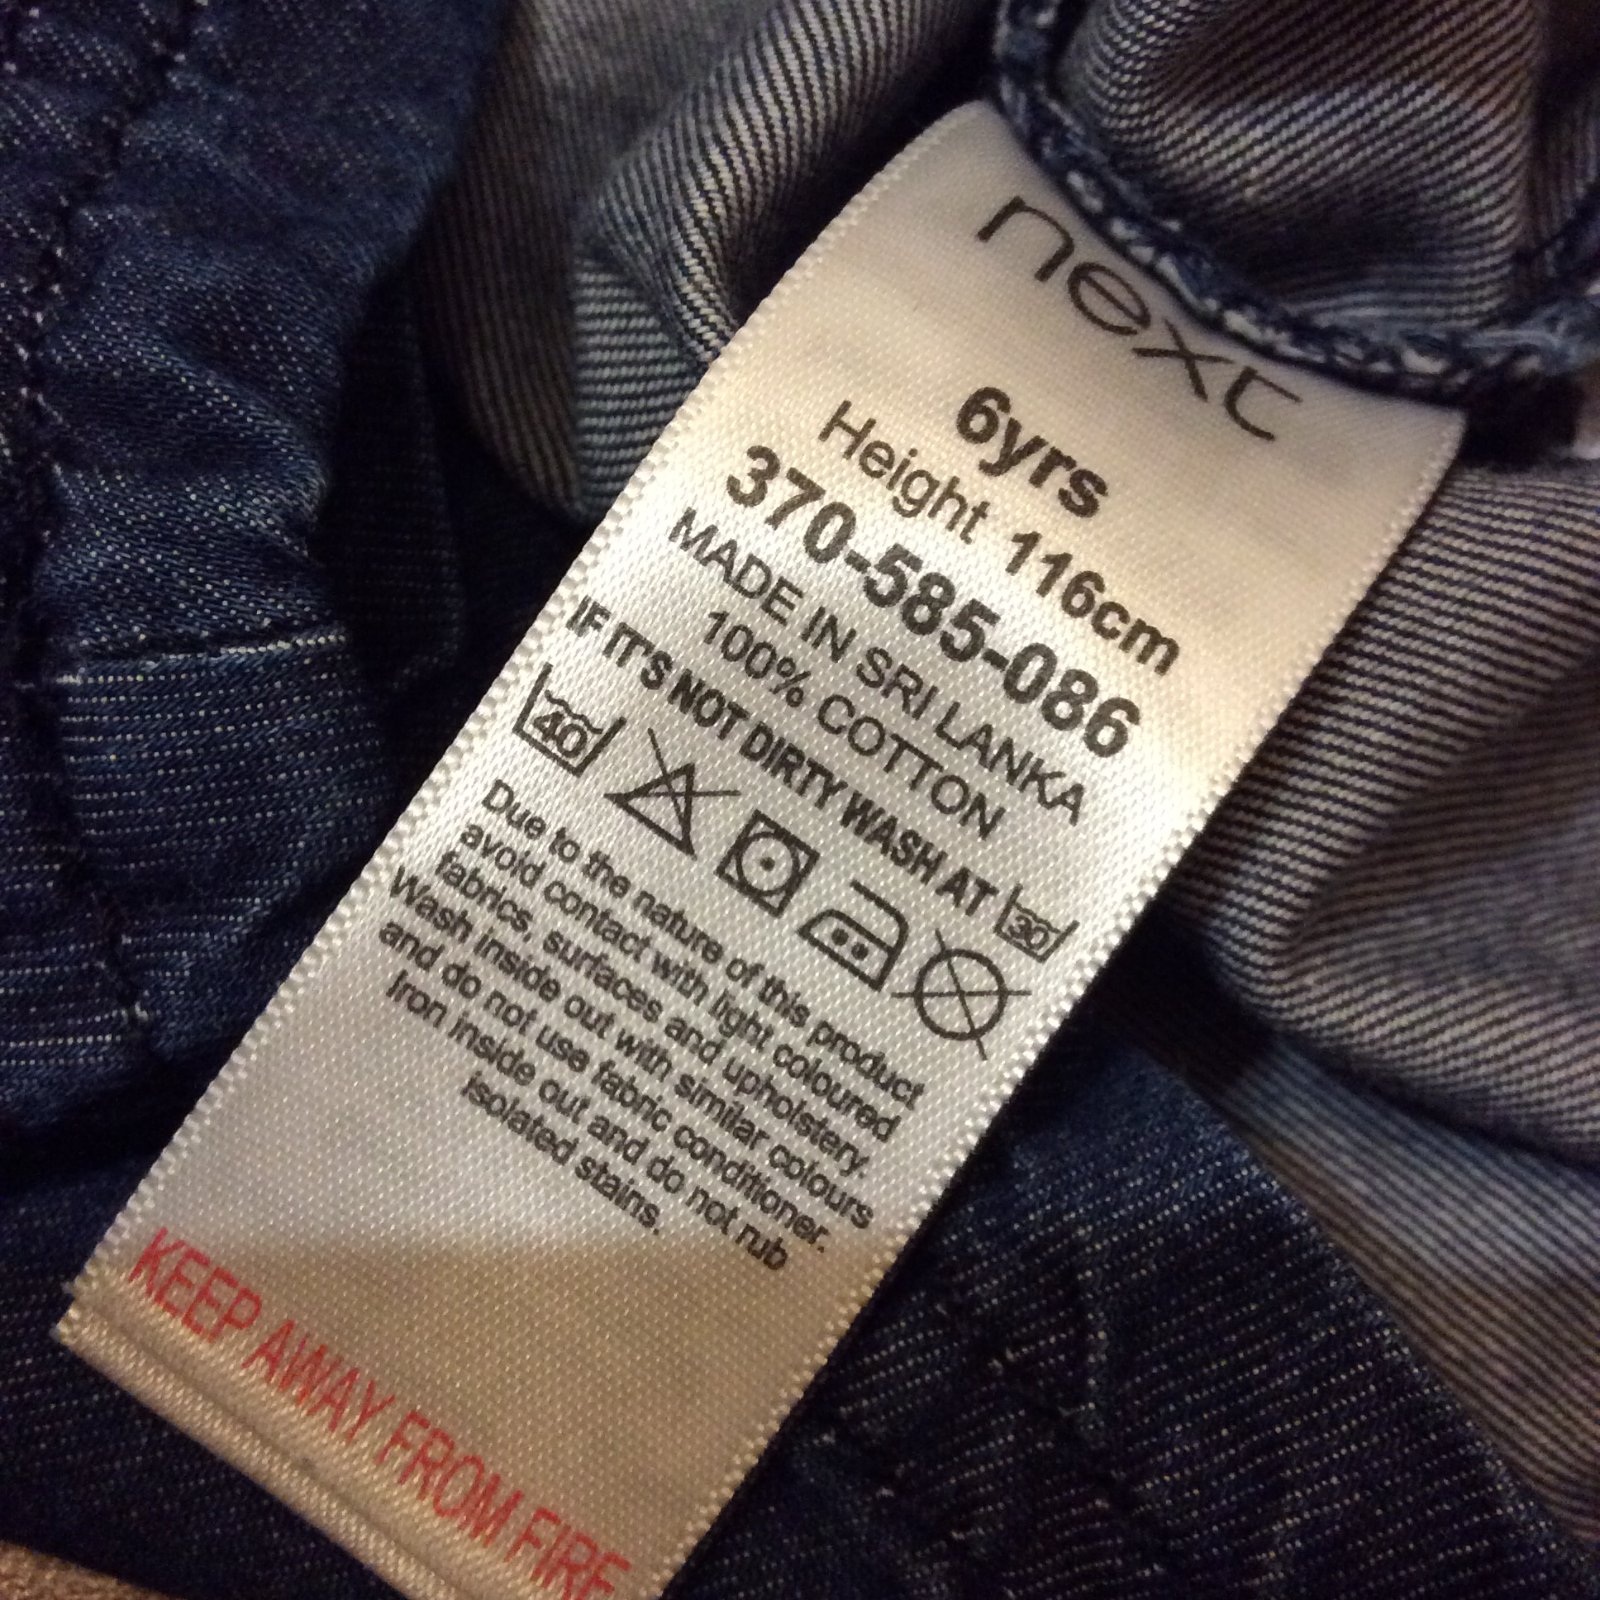 next
6yrs
Height 116cm
370-585-086
MADE IN SRI LANKA
100% COTTON
IF IT'S NOT DIRTY WASH AT 30
40
Due to the nature of this product
avoid contact with light coloured
fabrics, surfaces and upholstery.
Wash inside out with similar colours
and do not use fabric conditioner.
Iron inside out and do not rub
isolated stains.
KEEP AWAY FROM FIRE